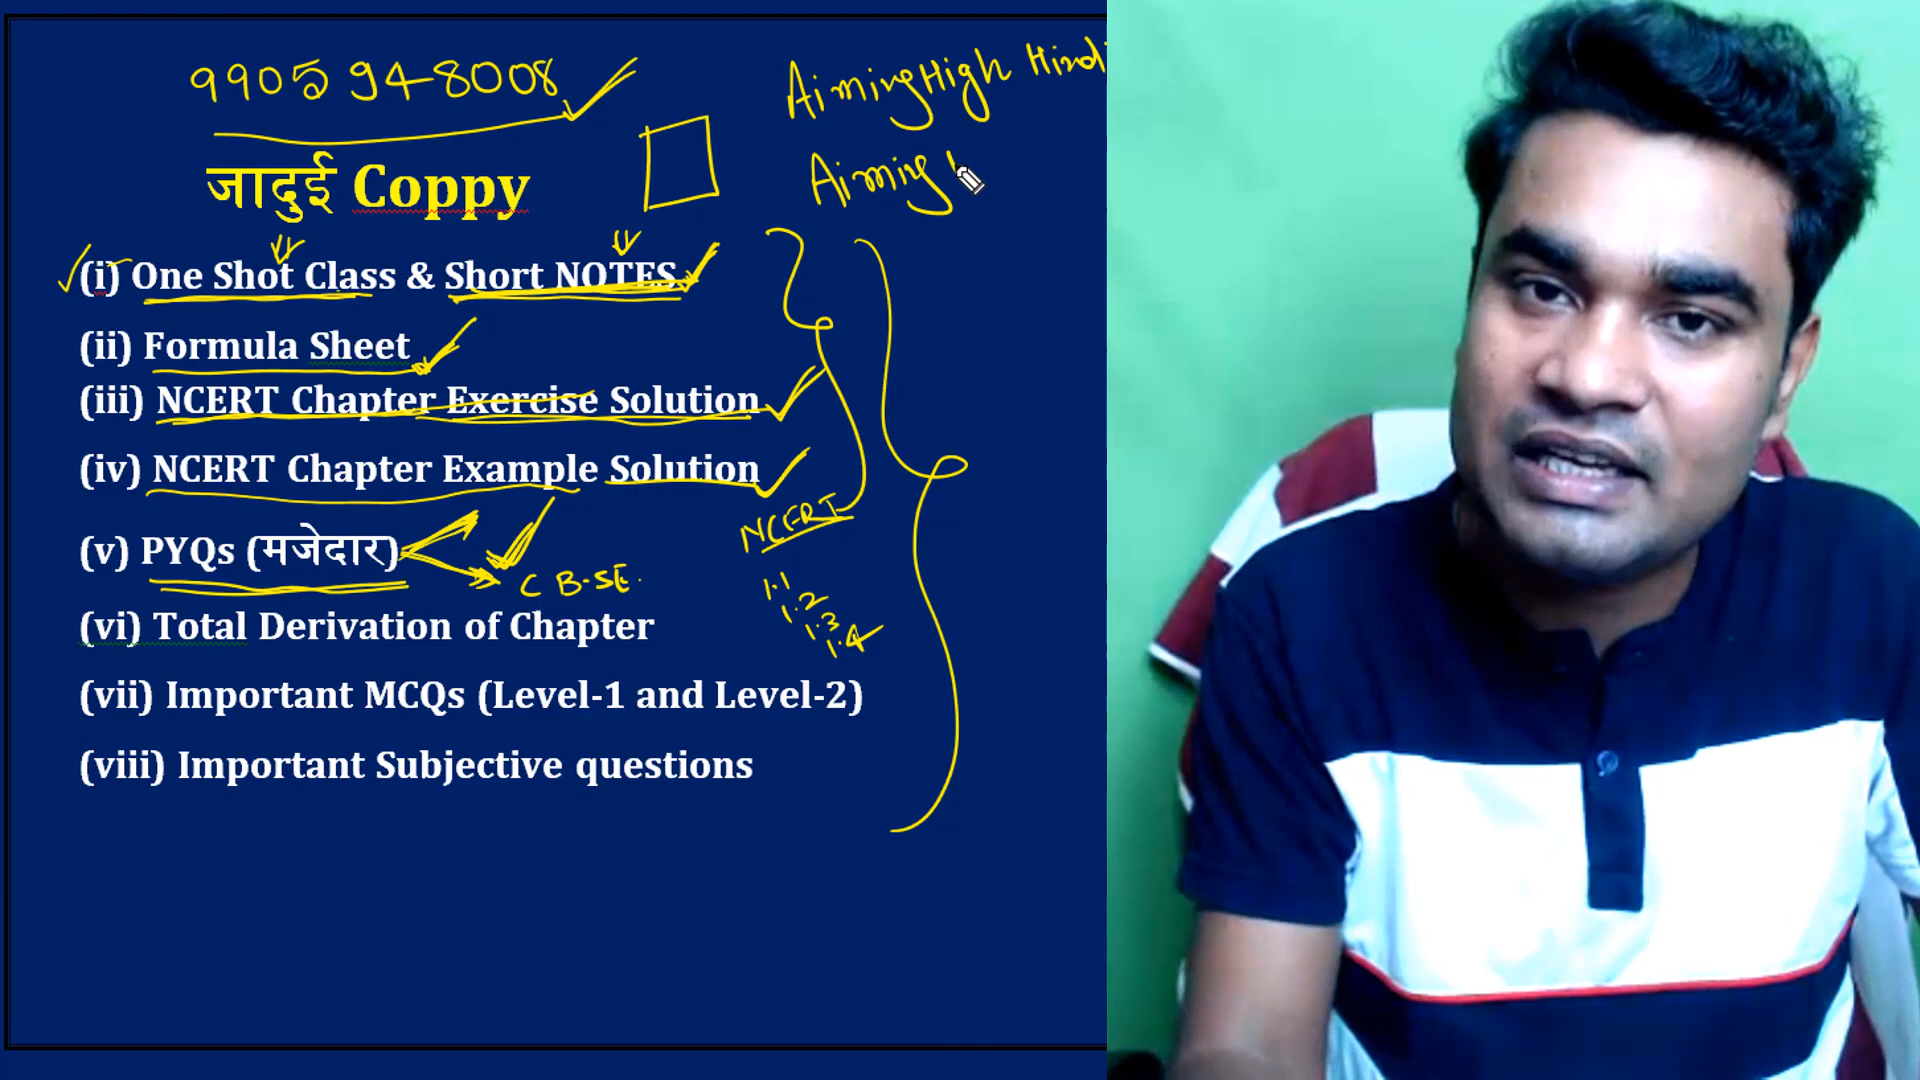 9905948008
AimingHigh Hindi
जादुई Coppy
Aiming
(i) One Shot Class & Short NOTES
(ii) Formula Sheet
(iii) NCERT Chapter Exercise Solution
(iv) NCERT Chapter Example Solution
NCERT
(v) PYQs (मजेदार)
CB-SE.
1.1
1.2
1.3
1.4
(vi) Total Derivation of Chapter
(vii) Important MCQs (Level-1 and Level-2)
(viii) Important Subjective questions